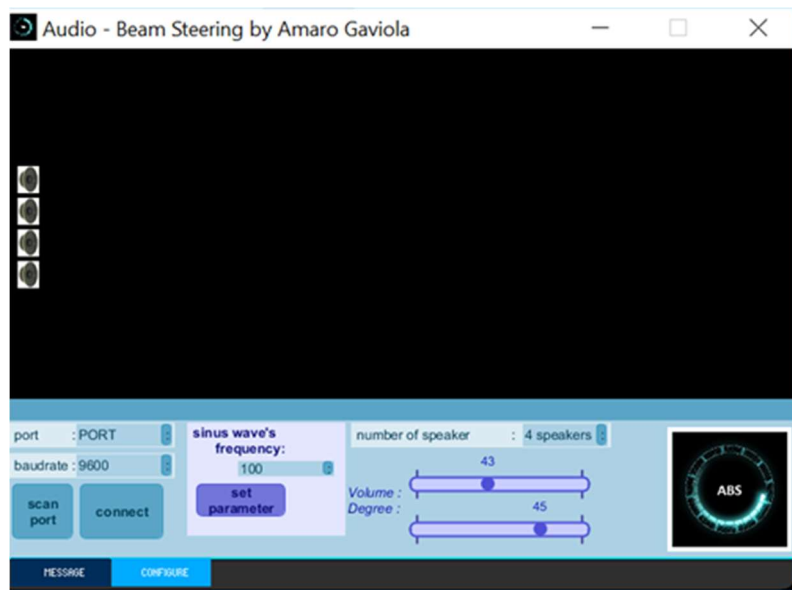 Audio - Beam Steering by Amaro Gaviola
port : PORT
baudrate : 9600
scan
port
connect
sinus wave's
frequency:
100
set
parameter
number of speaker : 4 speakers
43
Volume :
Degree :
45
ABS
MESSAGE
CONFIGURE